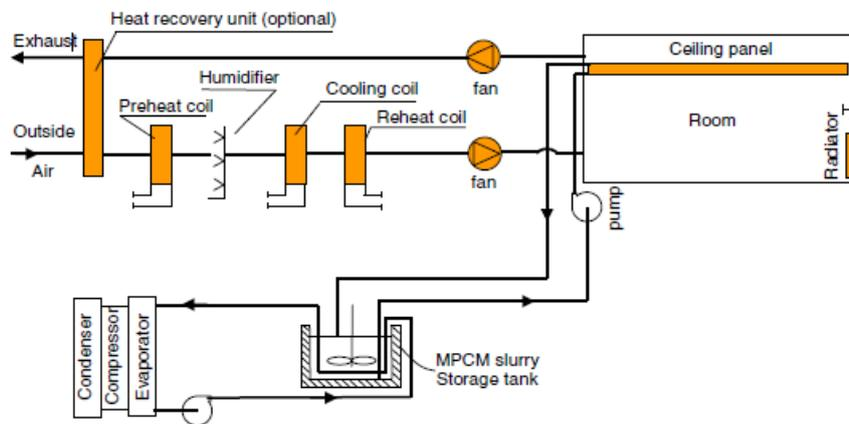 Heat recovery unit (optional)
Exhaust
Humidifier
Cooling coil
Preheat coil
Reheat coil
fan
Ceiling panel
Room
Radiator
Outside
Air
fan
pump
MPCM slurry
Storage tank
Condenser
Compressor
Evaporator